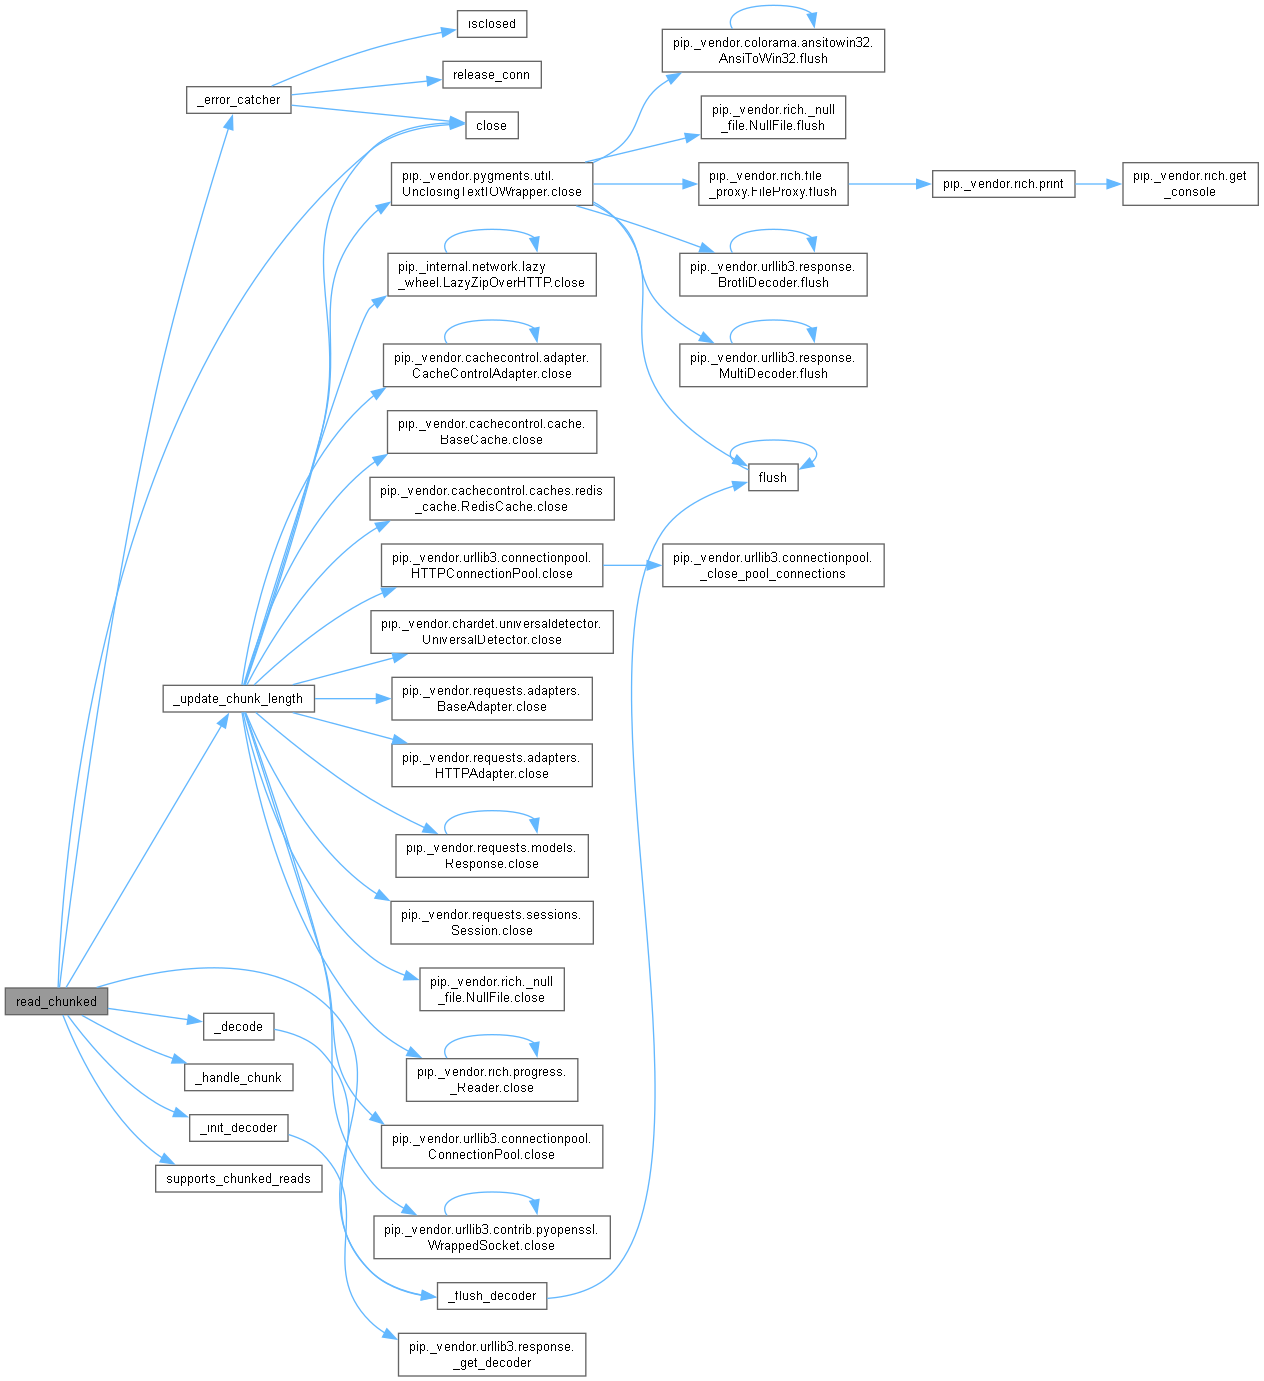 isclosed
release_conn
_error_catcher
close
pip._vendor.colorama.ansitowin32.
AnsiToWin32.flush
pip._vendor.rich._null
_file.NullFile.flush
pip._vendor.pygments.util.
UnclosingTextIOWrapper.close
pip._vendor.rich.file
_proxy.FileProxy.flush
pip._vendor.rich.print
pip._vendor.rich.get
_console
pip._internal.network.lazy
_wheel.LazyZipOverHTTP.close
pip._vendor.urllib3.response.
BrotliDecoder.flush
pip._vendor.cachecontrol.adapter.
CacheControlAdapter.close
pip._vendor.urllib3.response.
MultiDecoder.flush
pip._vendor.cachecontrol.cache.
BaseCache.close
flush
pip._vendor.cachecontrol.caches.redis
_cache.RedisCache.close
pip._vendor.urllib3.connectionpool.
HTTPConnectionPool.close
pip._vendor.urllib3.connectionpool.
_close_pool_connections
pip._vendor.chardet.universaldetector.
UniversalDetector.close
_update_chunk_length
pip._vendor.requests.adapters.
BaseAdapter.close
pip._vendor.requests.adapters.
HTTPAdapter.close
pip._vendor.requests.models.
Response.close
pip._vendor.requests.sessions.
Session.close
pip._vendor.rich._null
_file.NullFile.close
read_chunked
_decode
pip._vendor.rich.progress.
_Reader.close
_handle_chunk
_init_decoder
pip._vendor.urllib3.connectionpool.
ConnectionPool.close
supports_chunked_reads
pip._vendor.urllib3.contrib.pyopenssl.
WrappedSocket.close
_flush_decoder
pip._vendor.urllib3.response.
_get_decoder